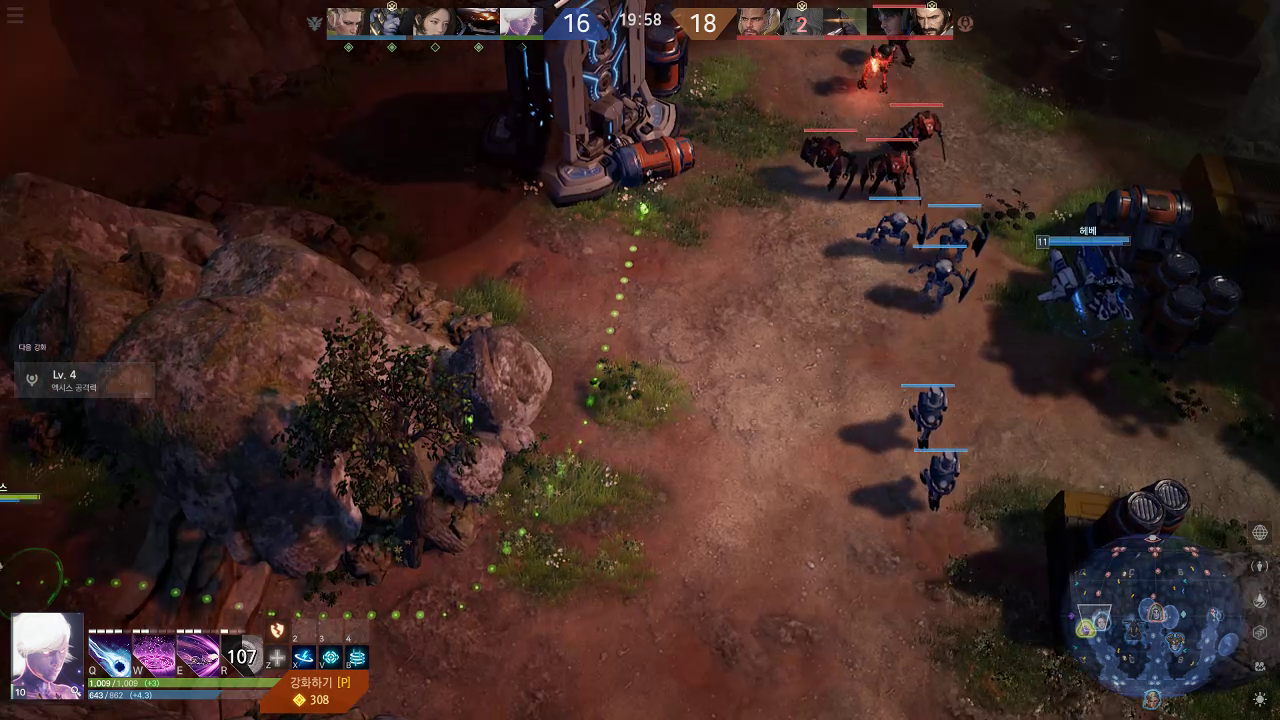 16 19:58 18
2
헤베
11
다음 강화
Lv. 4
액시스 공격력
스
Q W E R 107 Z X V B
2 3 4
10
1,009 / 1,009 (+3)
643 / 862 (+4.3)
강화하기 [P]
308